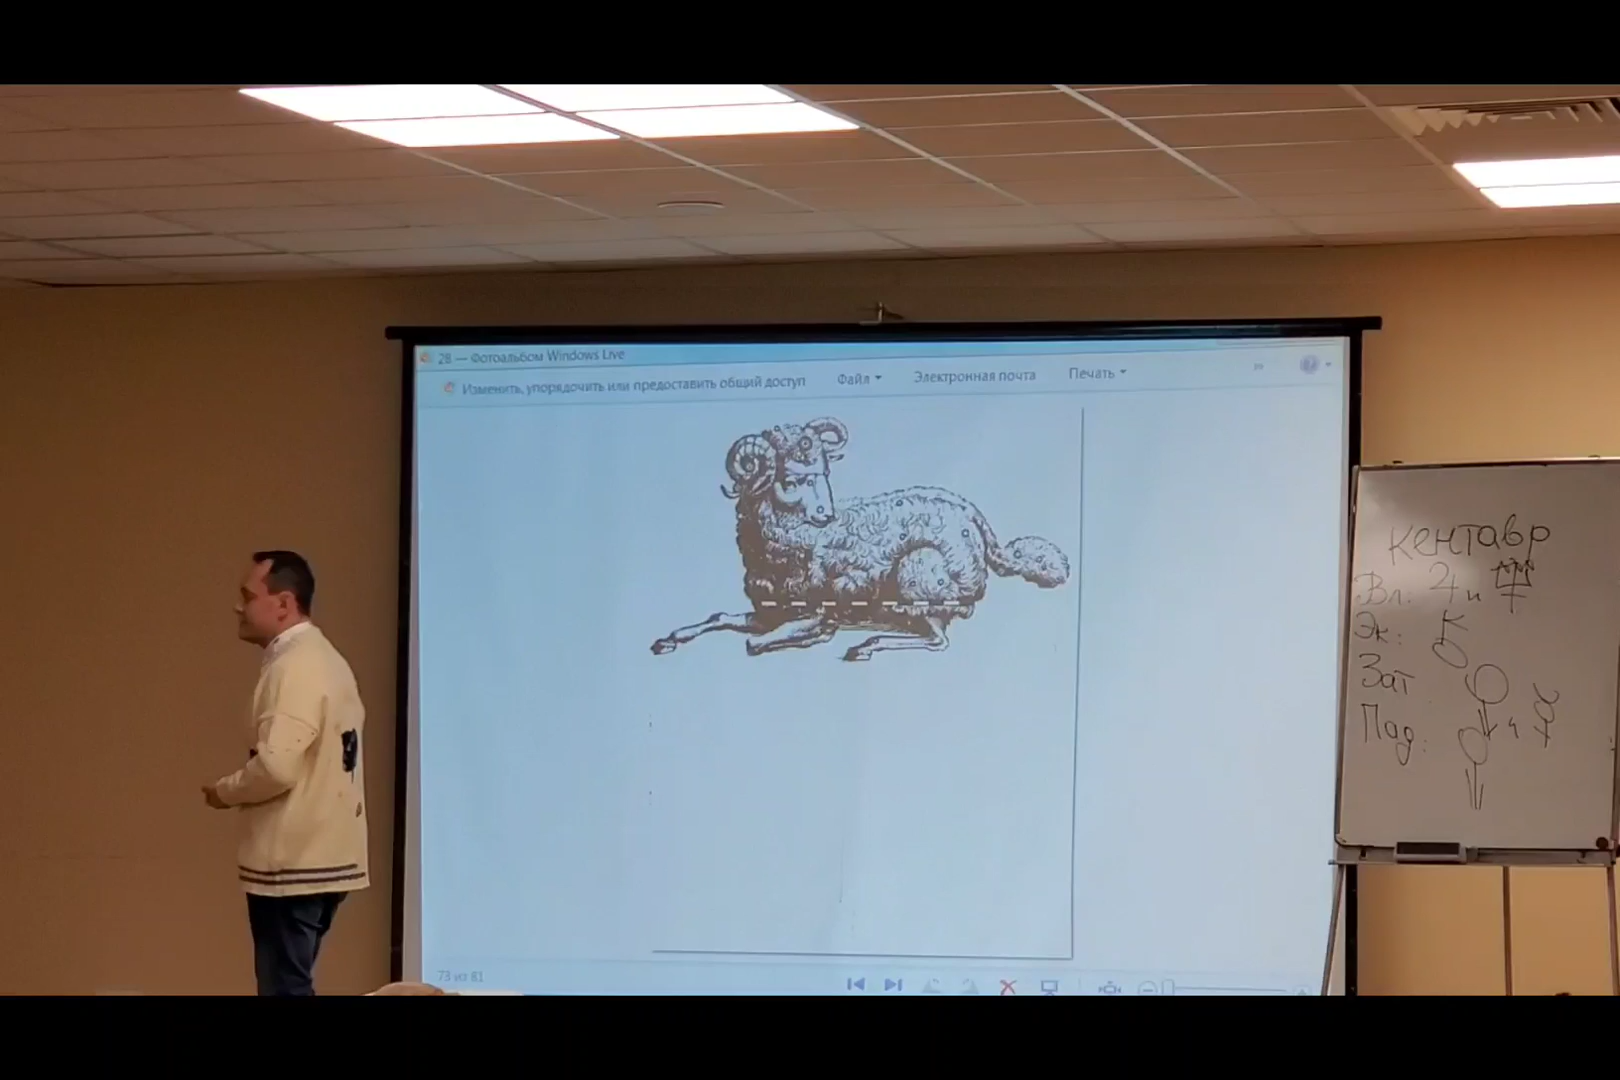 28 — Фотоальбом Windows Live
Изменить, упорядочить или предоставить общий доступ Файл Электронная почта Печать »
73 из 81
Кентавр
Вл: ♃ и
Эк:
Зат
Пад: